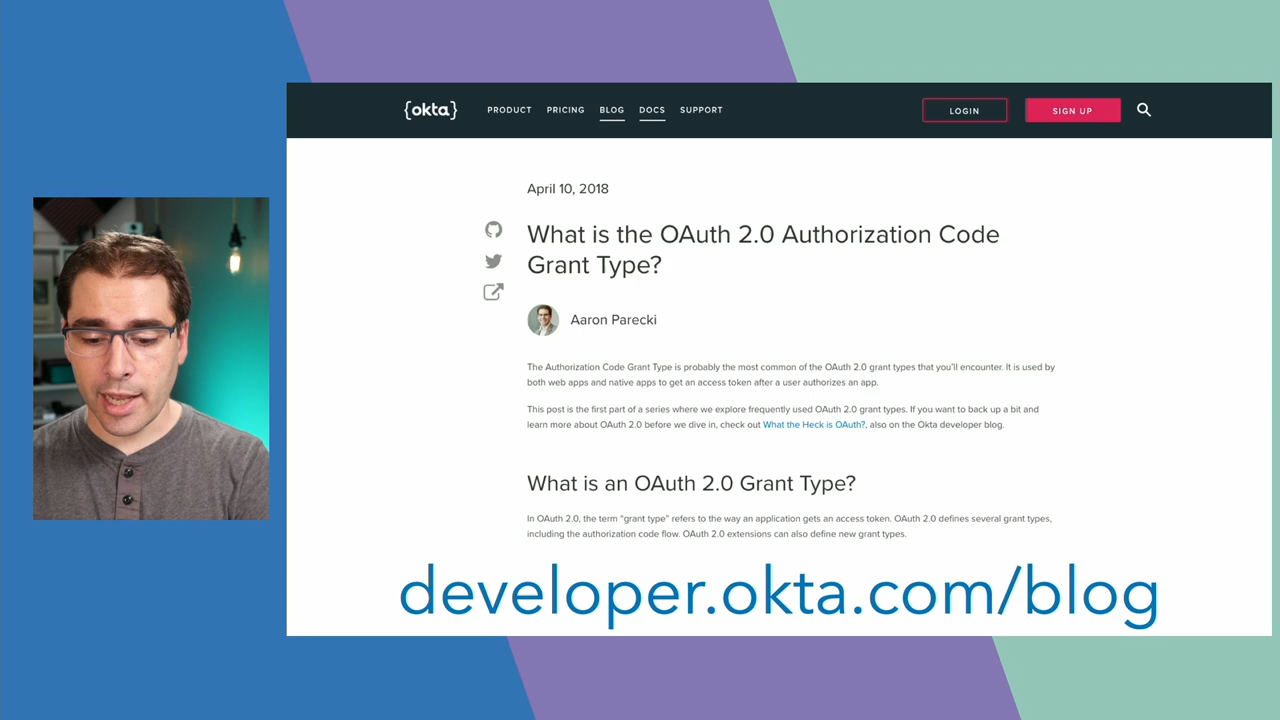 {okta}
PRODUCT PRICING BLOG DOCS SUPPORT LOGIN SIGN UP
April 10, 2018
What is the OAuth 2.0 Authorization Code
Grant Type?
Aaron Parecki
The Authorization Code Grant Type is probably the most common of the OAuth 2.0 grant types that you'll encounter. It is used by
both web apps and native apps to get an access token after a user authorizes an app.
This post is the first part of a series where we explore frequently used OAuth 2.0 grant types. If you want to back up a bit and
learn more about OAuth 2.0 before we dive in, check out What the Heck is OAuth?, also on the Okta developer blog.
What is an OAuth 2.0 Grant Type?
In OAuth 2.0, the term “grant type” refers to the way an application gets an access token. OAuth 2.0 defines several grant types,
including the authorization code flow. OAuth 2.0 extensions can also define new grant types.
developer.okta.com/blog